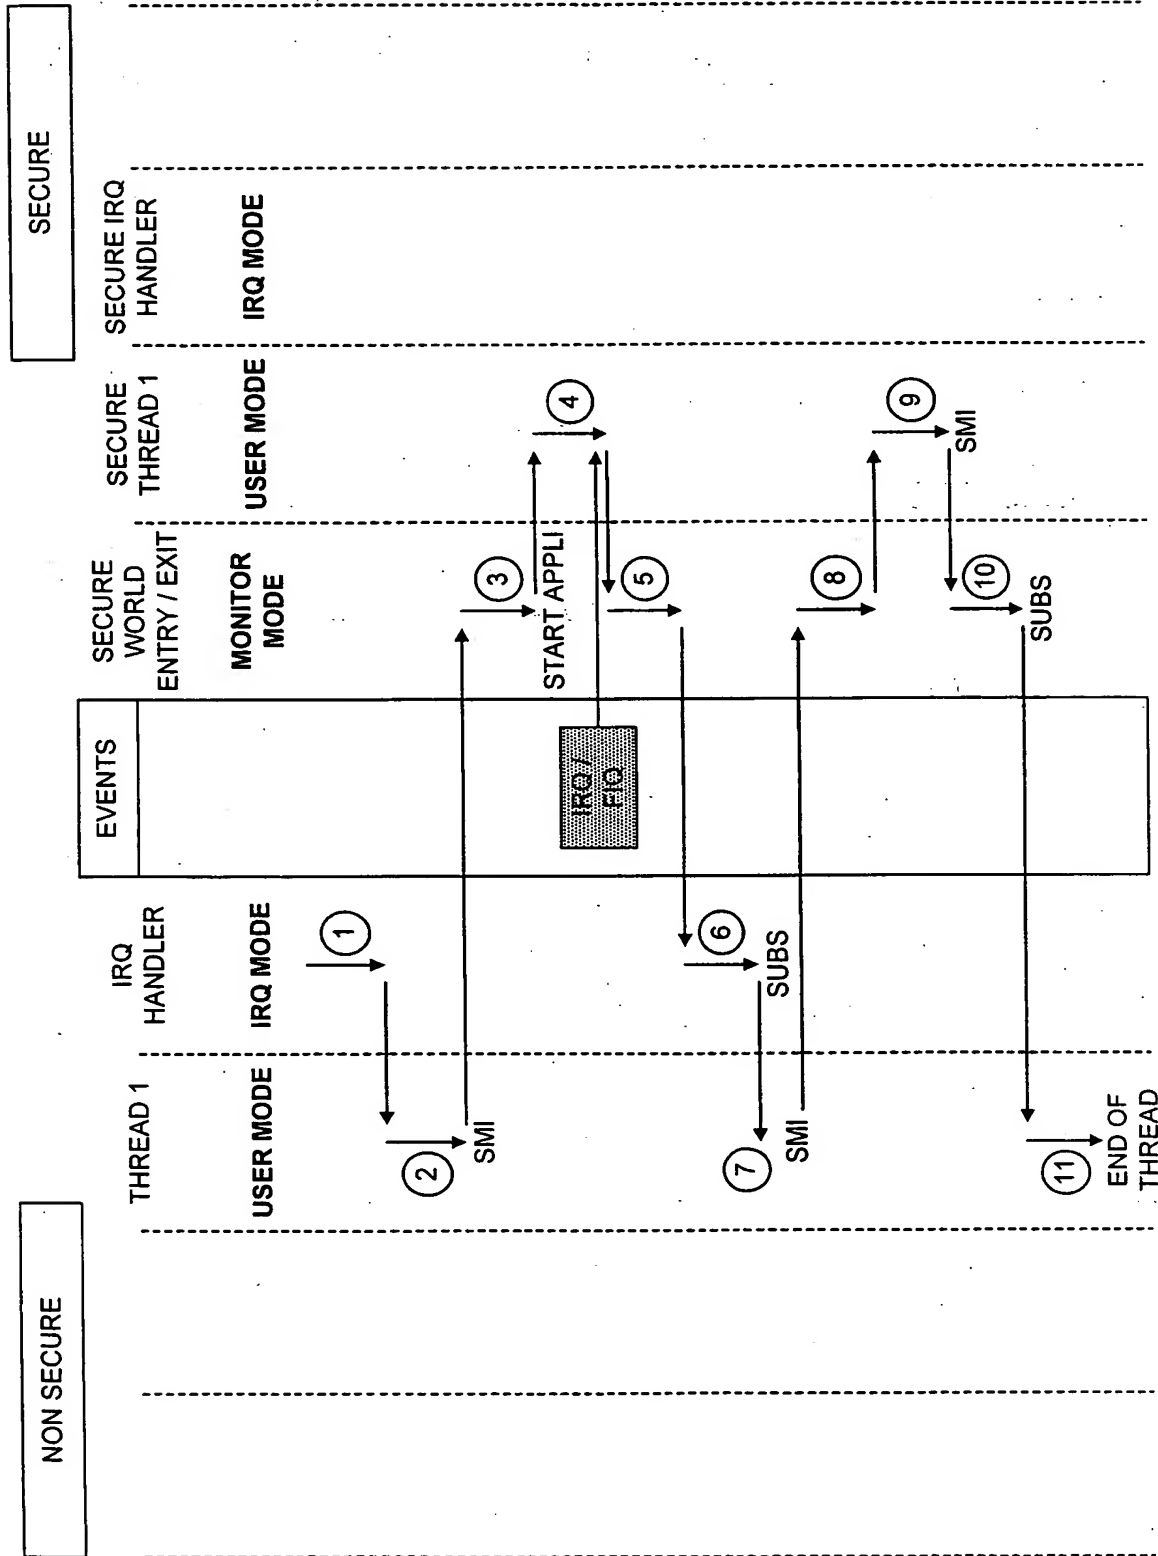 NON SECURE
SECURE
THREAD 1
IRQ
HANDLER
EVENTS
SECURE
WORLD
ENTRY / EXIT
SECURE
THREAD 1
SECURE IRQ
HANDLER
USER MODE
IRQ MODE
MONITOR
MODE
USER MODE
IRQ MODE
1
2
SMI
3
START APPLI
4
IRQ /
FIQ
5
6
SUBS
7
SMI
8
9
SMI
10
SUBS
11
END OF
THREAD